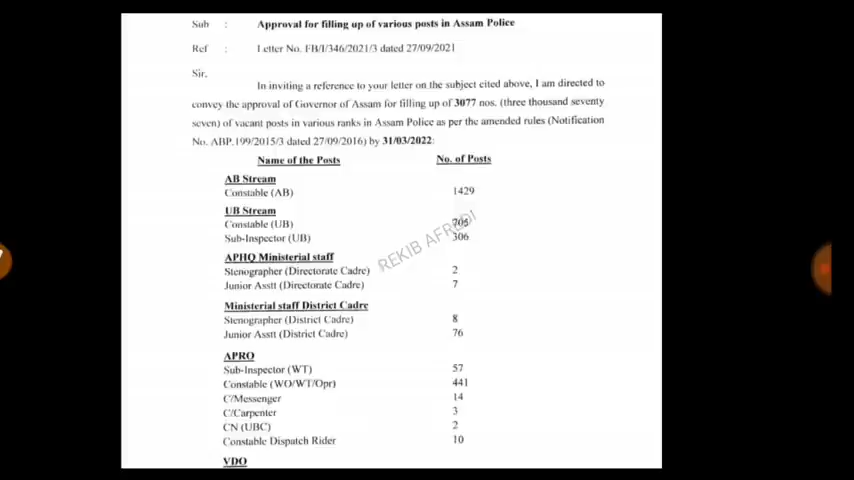 Sub : Approval for filling up of various posts in Assam Police
Ref : Letter No. FB/I/346/2021/3 dated 27/09/2021
Sir,
In inviting a reference to your letter on the subject cited above, I am directed to
convey the approval of Governor of Assam for filling up of 3077 nos. (three thousand seventy
seven) of vacant posts in various ranks in Assam Police as per the amended rules (Notification
No. ABP.199/2015/3 dated 27/09/2016) by 31/03/2022:
Name of the Posts No. of Posts
AB Stream
Constable (AB) 1429
UB Stream
Constable (UB) 705
Sub-Inspector (UB) 306
REKIB AFREDI
APHQ Ministerial staff
Stenographer (Directorate Cadre) 2
Junior Asstt (Directorate Cadre) 7
Ministerial staff District Cadre
Stenographer (District Cadre) 8
Junior Asstt (District Cadre) 76
APRO
Sub-Inspector (WT) 57
Constable (WO/WT/Opr) 441
C/Messenger 14
C/Carpenter 3
CN (UBC) 2
Constable Dispatch Rider 10
VDO